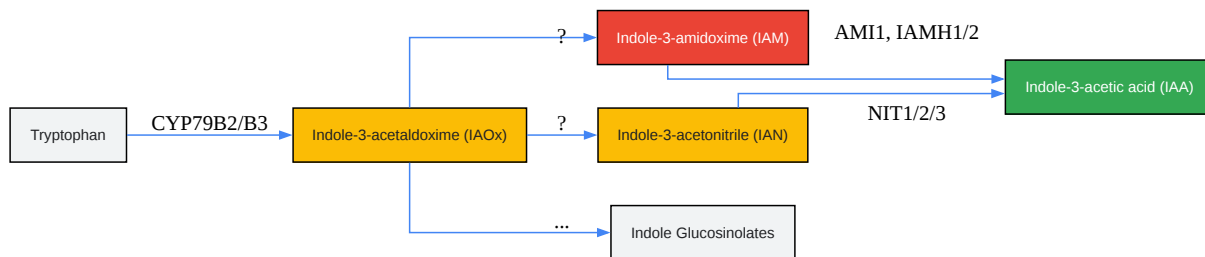 ?
Indole-3-amidoxime (IAM)
AMI1, IAMH1/2
Tryptophan
CYP79B2/B3
Indole-3-acetaldoxime (IAOx)
?
Indole-3-acetonitrile (IAN)
NIT1/2/3
Indole-3-acetic acid (IAA)
...
Indole Glucosinolates